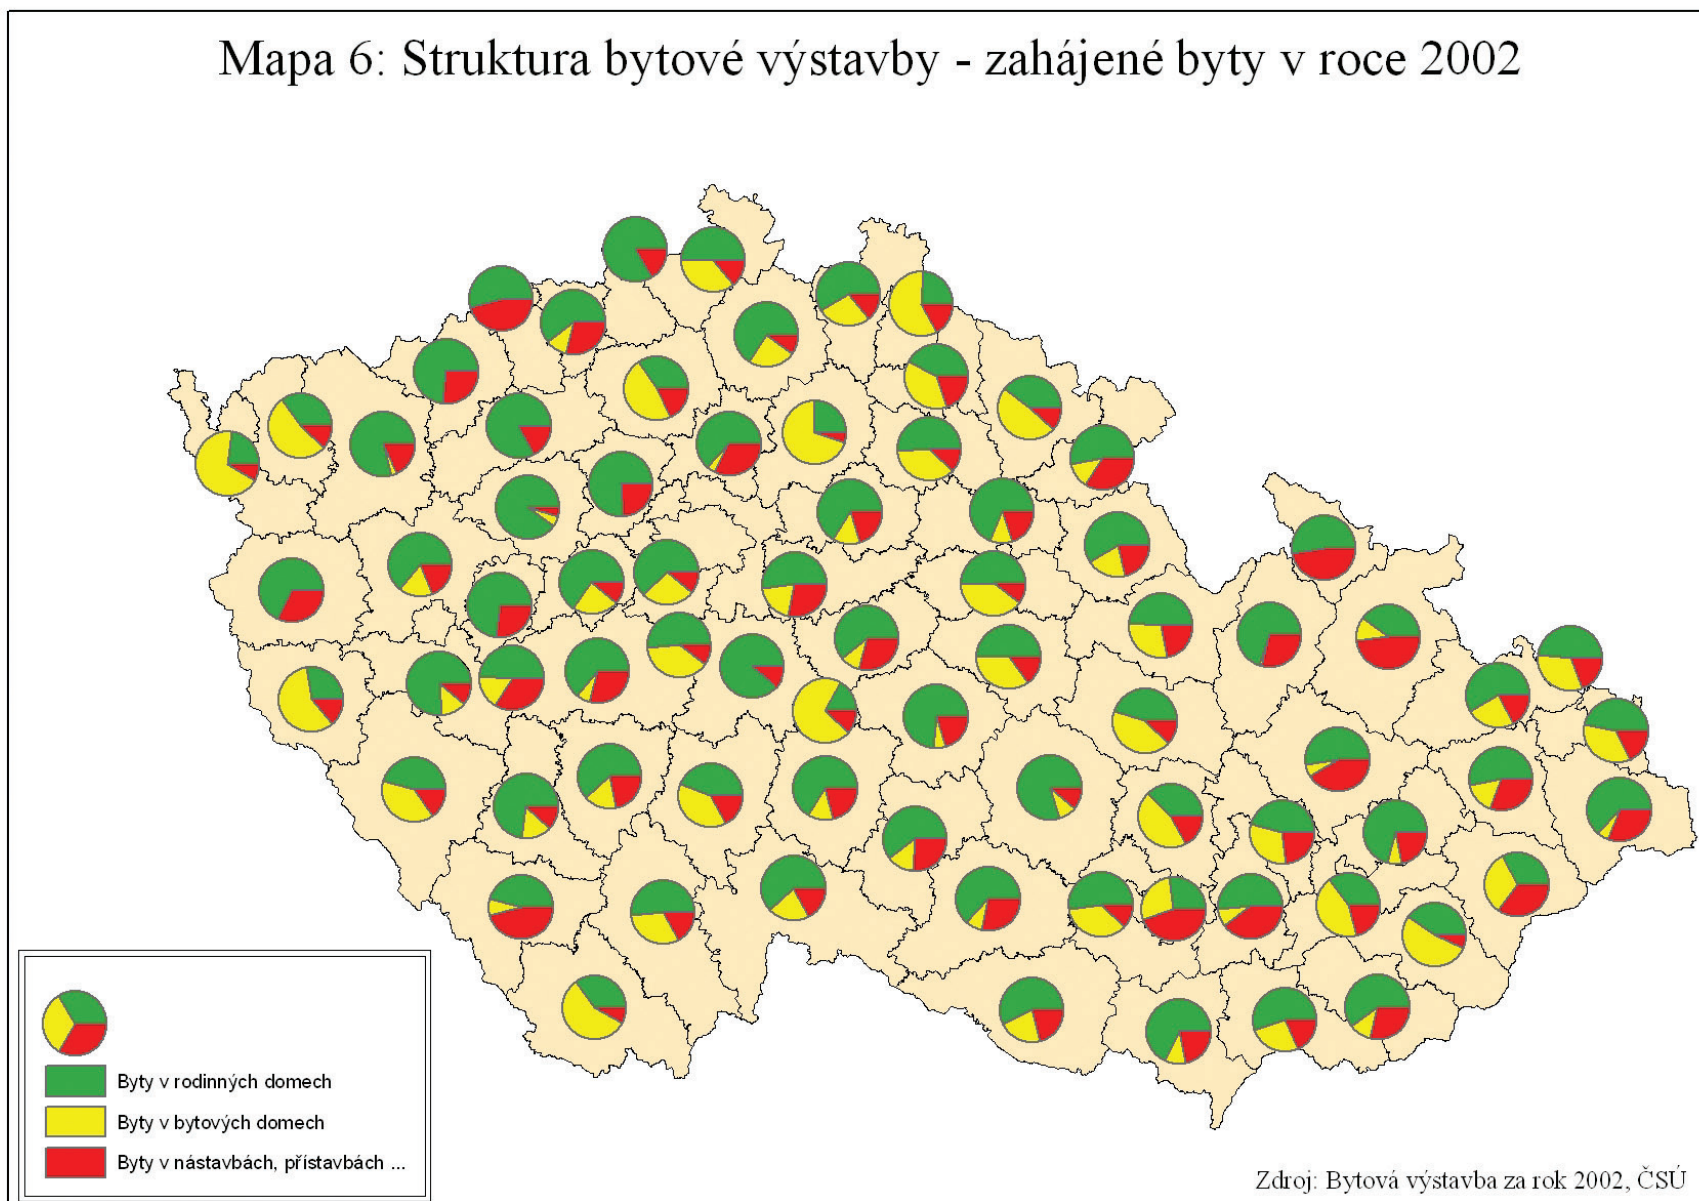 Mapa 6: Struktura bytové výstavby - zahájené byty v roce 2002
Byty v rodinných domech
Byty v bytových domech
Byty v nástavbách, přístavbách ...
Zdroj: Bytová výstavba za rok 2002, ČSÚ